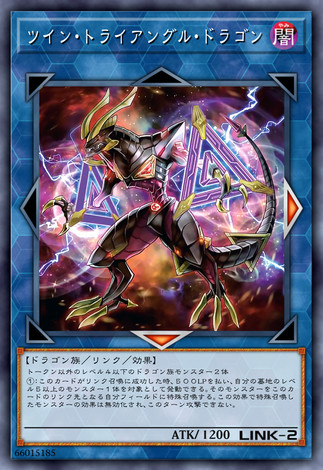 ツイン・トライアングル・ドラゴン
闇
【ドラゴン族／リンク／効果】
トークン以外のレベル４以下のドラゴン族モンスター２体
①：このカードがリンク召喚に成功した時、５００LPを払い、自分の墓地のレベ
ル５以上のモンスター１体を対象として発動できる。そのモンスターをこのカー
ドのリンク先となる自分フィールドに特殊召喚する。この効果で特殊召喚し
たモンスターの効果は無効化され、このターン攻撃できない。
ATK/1200 LINK-2
66015185